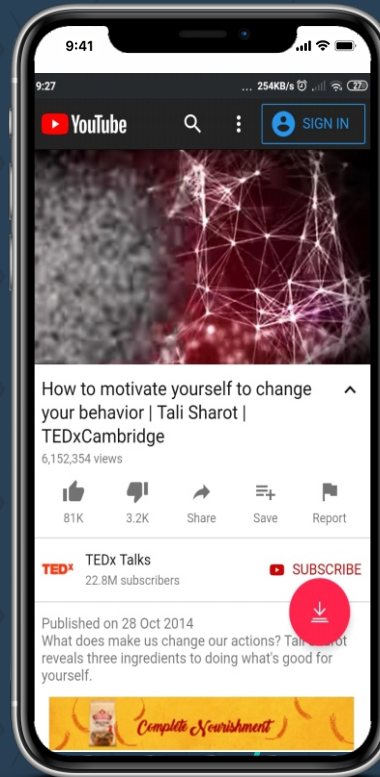 9:41
9:27 ... 254KB/s 27
YouTube SIGN IN
How to motivate yourself to change
your behavior | Tali Sharot |
TEDxCambridge
6,152,354 views
81K 3.2K Share Save Report
TEDx TEDx Talks SUBSCRIBE
22.8M subscribers
Published on 28 Oct 2014
What does make us change our actions? Tali Sharot
reveals three ingredients to doing what's good for
yourself.
Complete Nourishment